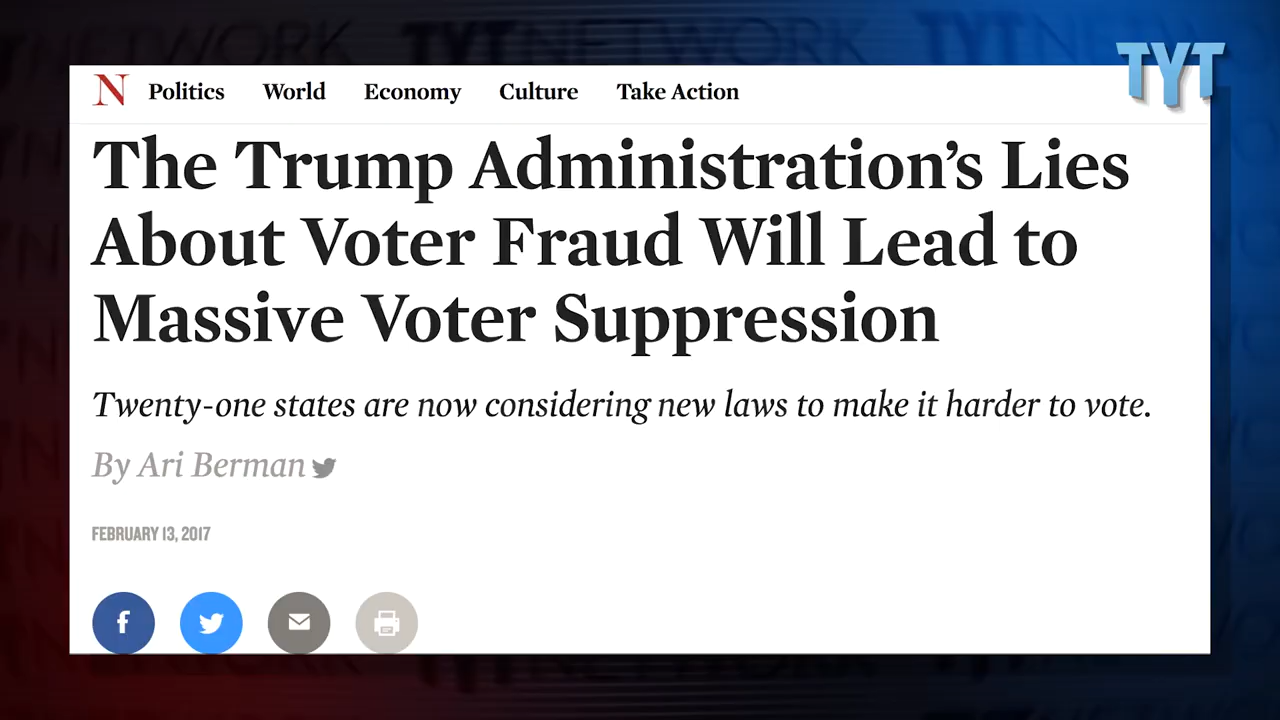 TYT NETWORK
TYT
N Politics World Economy Culture Take Action
The Trump Administration’s Lies
About Voter Fraud Will Lead to
Massive Voter Suppression
Twenty-one states are now considering new laws to make it harder to vote.
By Ari Berman
FEBRUARY 13, 2017